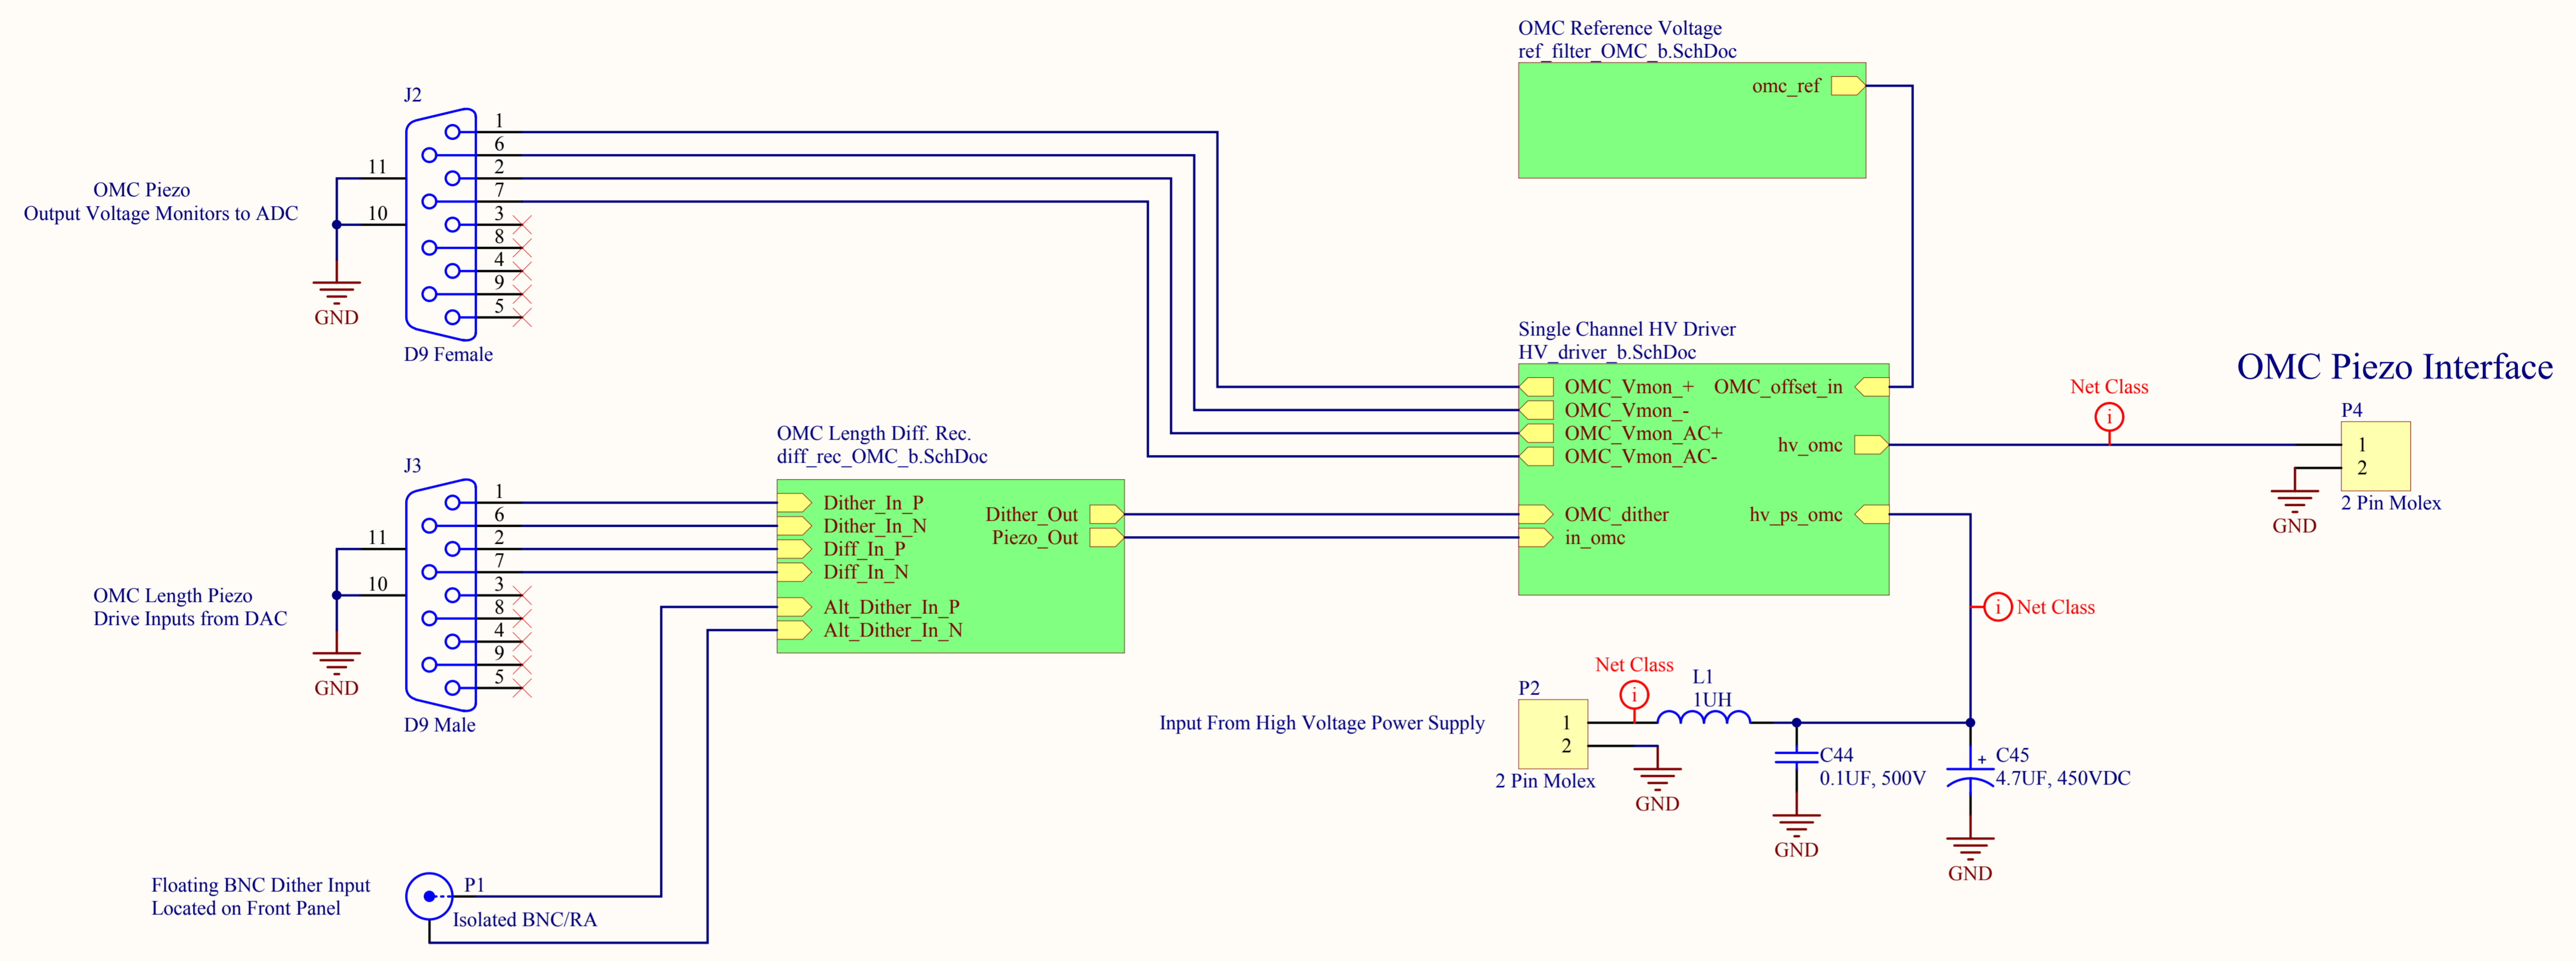 OMC Reference Voltage
ref_filter_OMC_b.SchDoc
omc_ref
J2
1
6
2
7
3
8
4
9
5
11
10
GND
D9 Female
OMC Piezo
Output Voltage Monitors to ADC
Single Channel HV Driver
HV_driver_b.SchDoc
OMC_Vmon_+
OMC_Vmon_-
OMC_Vmon_AC+
OMC_Vmon_AC-
OMC_dither
in_omc
OMC_offset_in
hv_omc
hv_ps_omc
Net Class
i
OMC Piezo Interface
P4
1
2
2 Pin Molex
GND
OMC Length Diff. Rec.
diff_rec_OMC_b.SchDoc
Dither_In_P
Dither_In_N
Diff_In_P
Diff_In_N
Alt_Dither_In_P
Alt_Dither_In_N
Dither_Out
Piezo_Out
J3
1
6
2
7
3
8
4
9
5
11
10
GND
D9 Male
OMC Length Piezo
Drive Inputs from DAC
i
Net Class
Net Class
i
L1
1UH
P2
1
2
2 Pin Molex
Input From High Voltage Power Supply
GND
C44
0.1UF, 500V
GND
+
C45
4.7UF, 450VDC
GND
Floating BNC Dither Input
Located on Front Panel
P1
Isolated BNC/RA